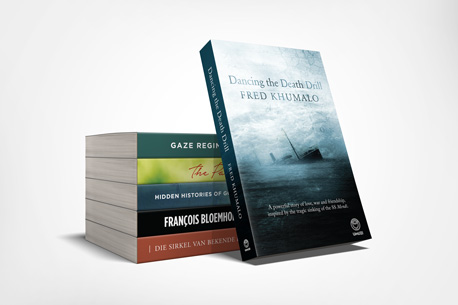 GAZE REGIN
The
HIDDEN HISTORIES OF
FRANÇOIS BLOEMHO
DIE SIRKEL VAN BEKENDE
Dancing the Death Drill
FRED KHUMALO
Dancing the Death Drill
FRED KHUMALO
A powerful story of love, war and friendship,
inspired by the tragic sinking of the SS Mendi.